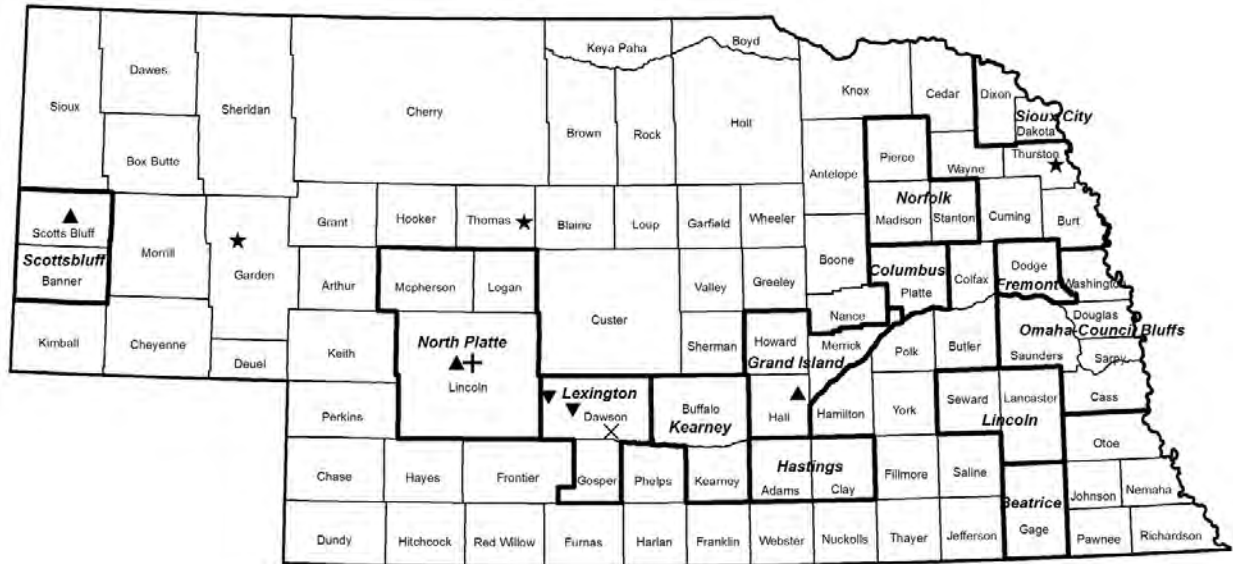 Keya Paha
Boyd
Dawes
Sioux
Sheridan
Cherry
Knox
Cedar
Dixon
Sioux City
Dakota
Brown
Rock
Holt
Box Butte
Pierce
Wayne
Thurston
Antelope
Norfolk
Grant
Hooker
Thomas
Blaine
Loup
Garfield
Wheeler
Madison
Stanton
Cuming
Burt
Scotts Bluff
Scottsbluff
Banner
Morrill
Garden
Arthur
Mcpherson
Logan
Valley
Greeley
Boone
Columbus
Platte
Colfax
Dodge
Fremont
Washington
Nance
Kimball
Cheyenne
Deuel
Keith
North Platte
Lincoln
Custer
Sherman
Howard
Grand Island
Merrick
Polk
Butler
Douglas
Omaha-Council Bluffs
Saunders
Sarpy
Perkins
Lexington
Dawson
Buffalo
Kearney
Hall
Hamilton
York
Seward
Lancaster
Lincoln
Cass
Otoe
Chase
Hayes
Frontier
Gosper
Phelps
Kearney
Hastings
Adams
Clay
Fillmore
Saline
Beatrice
Gage
Johnson
Nemaha
Dundy
Hitchcock
Red Willow
Furnas
Harlan
Franklin
Webster
Nuckolls
Thayer
Jefferson
Pawnee
Richardson